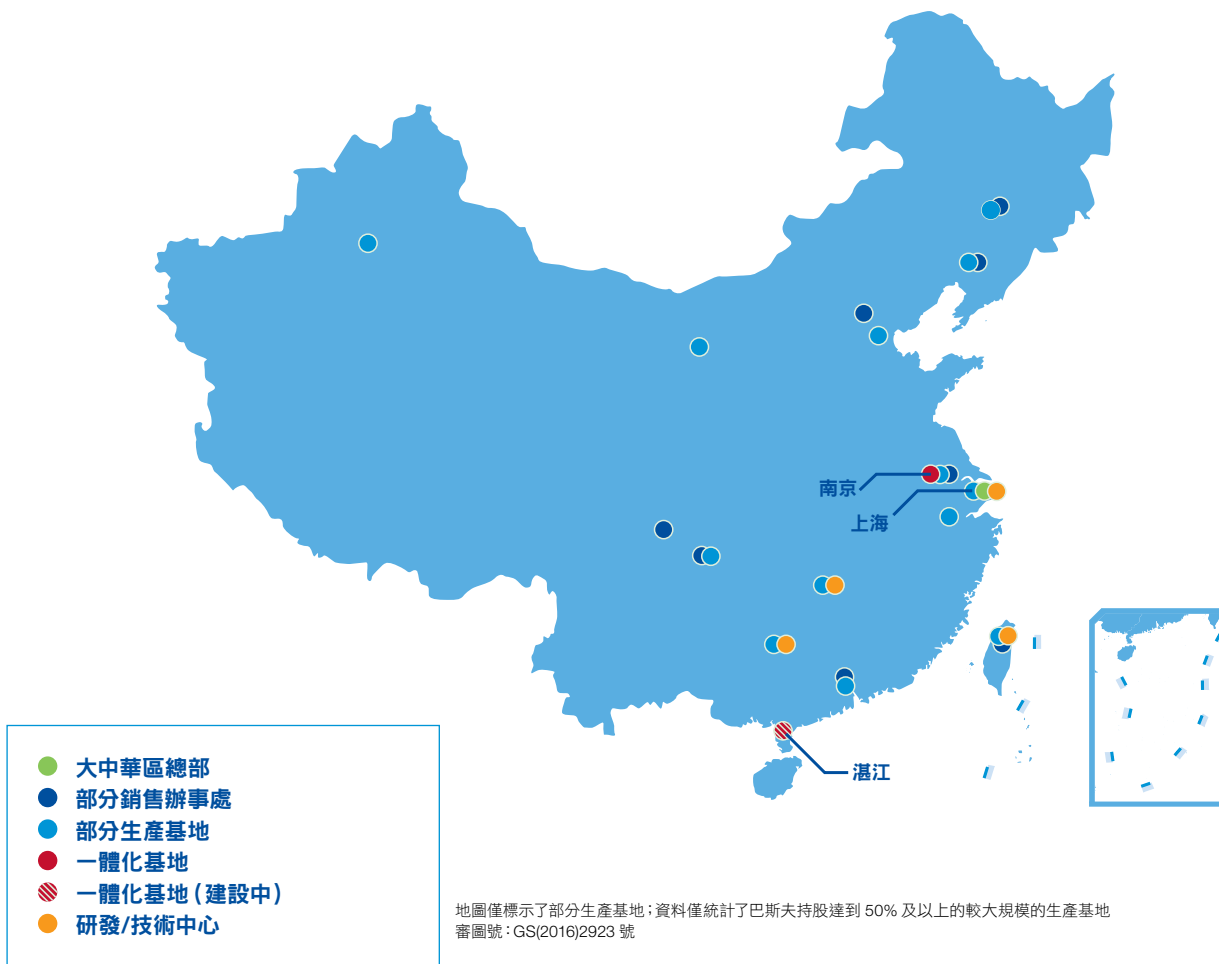 南京
上海
湛江
大中華區總部
部分銷售辦事處
部分生產基地
一體化基地
一體化基地(建設中)
研發/技術中心
地圖僅標示了部分生產基地;資料僅統計了巴斯夫持股達到 50% 及以上的較大規模的生產基地
審圖號:GS(2016)2923 號